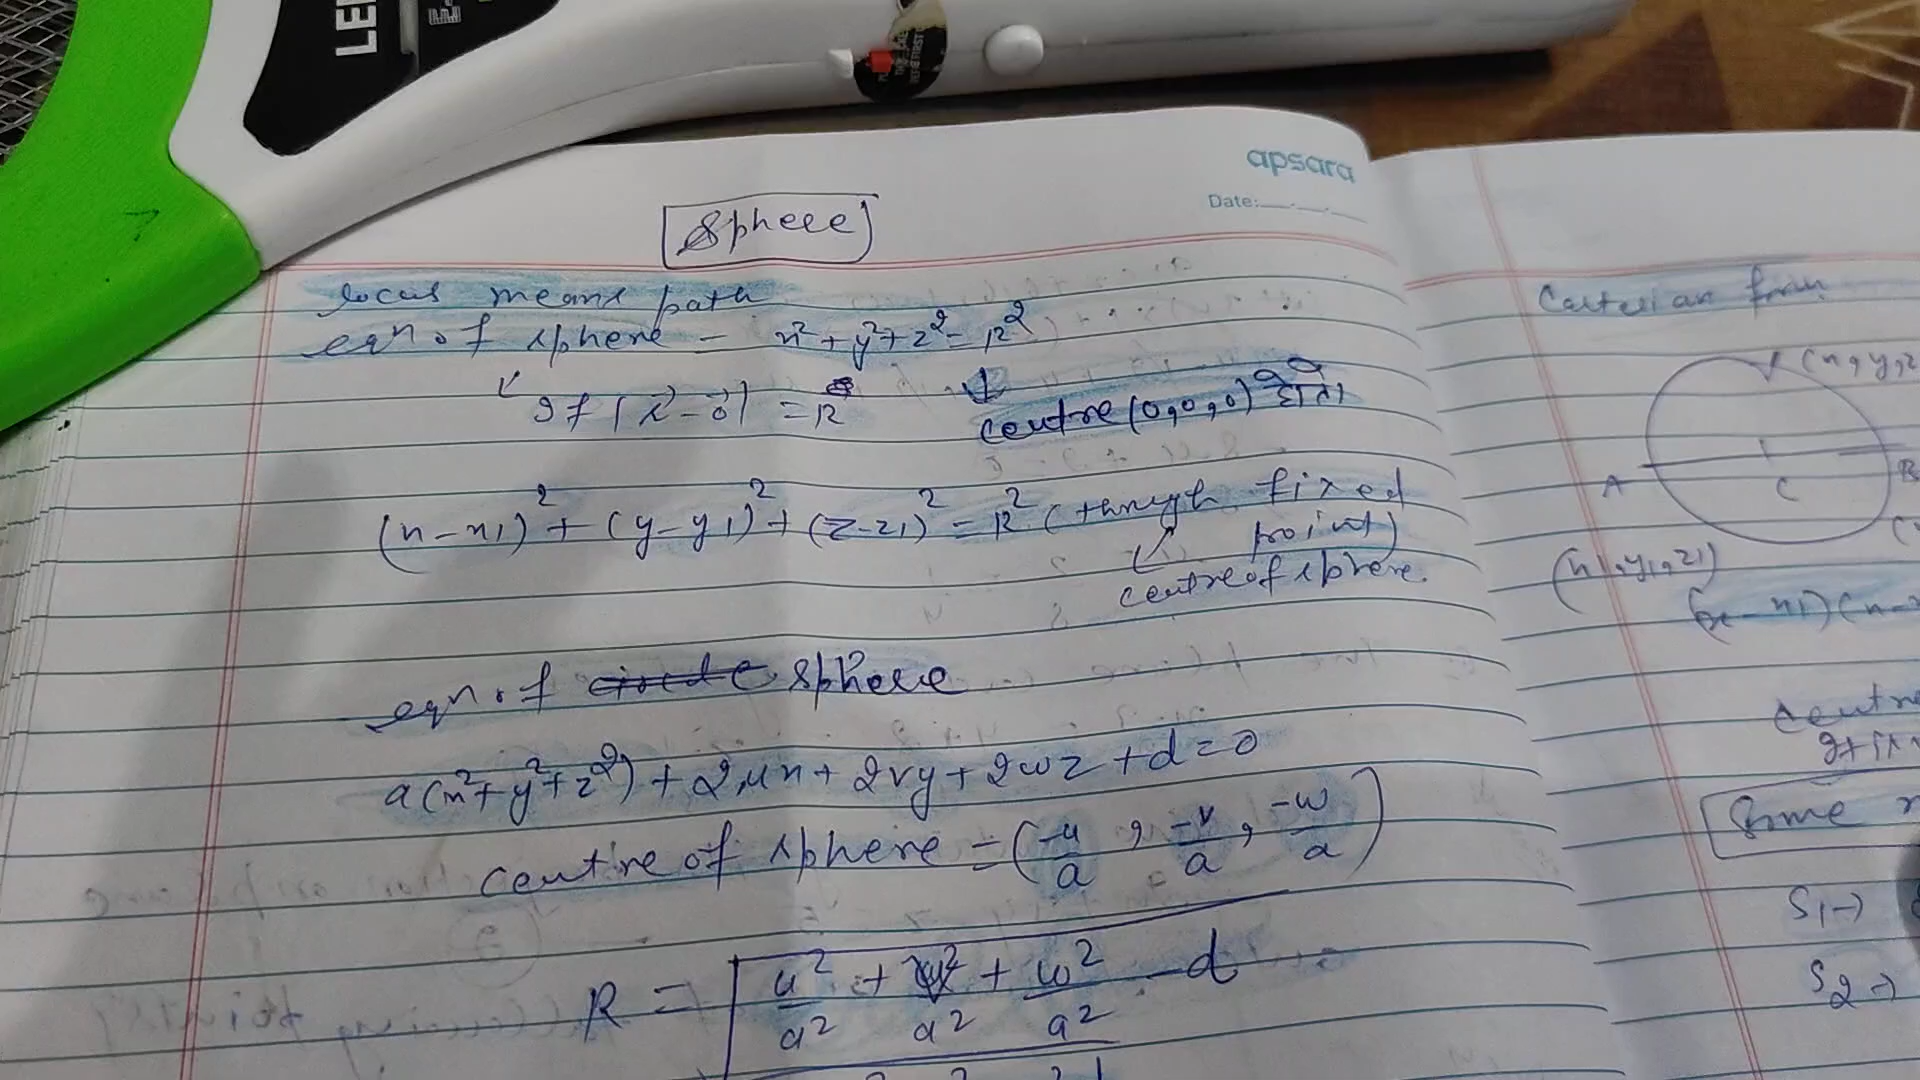 apsara
Date:
Sphere
locus means path
eqn of sphere - x² + y² + z² = R²
If |r⃗ - 0⃗| = R
centre (0,0,0)
(x-x1)² + (y-y1)² + (z-z1)² = R² (through fixed point)
centre of sphere.
eqn of sphere
a(x² + y² + z²) + 2ux + 2vy + 2wz + d = 0
centre of sphere = (-u/a, -v/a, -w/a)
R = √ u²/a² + v²/a² + w²/a² - d
Cartesian form
(x, y, z
A C B
(x1, y1, z1)
(x-x1)(x-
centre
Some
S1→
S2→